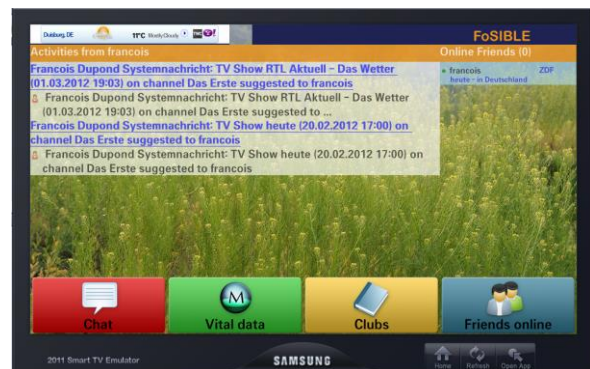 Duisburg, DE 11°C Mostly Cloudy Y!
FoSIBLE
Activities from francois
Online Friends (0)
Francois Dupond Systemnachricht: TV Show RTL Aktuell - Das Wetter
(01.03.2012 19:03) on channel Das Erste suggested to francois
Francois Dupond Systemnachricht: TV Show RTL Aktuell - Das Wetter
(01.03.2012 19:03) on channel Das Erste suggested to ...
Francois Dupond Systemnachricht: TV Show heute (20.02.2012 17:00) on
channel Das Erste suggested to francois
Francois Dupond Systemnachricht: TV Show heute (20.02.2012 17:00) on
channel Das Erste suggested to francois
francois ZDF
heute - in Deutschland
Chat
M
Vital data
Clubs
Friends online
2011 Smart TV Emulator
SAMSUNG
Home Refresh Open App